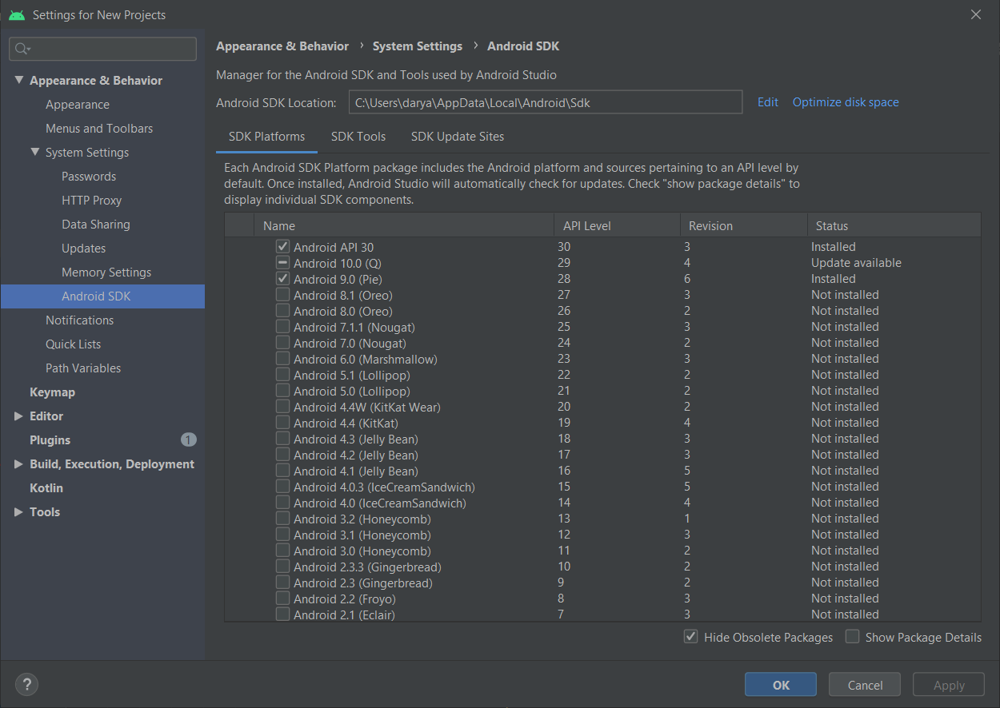 Settings for New Projects
Appearance & Behavior
Appearance
Menus and Toolbars
System Settings
Passwords
HTTP Proxy
Data Sharing
Updates
Memory Settings
Android SDK
Notifications
Quick Lists
Path Variables
Keymap
Editor
Plugins 1
Build, Execution, Deployment
Kotlin
Tools
Appearance & Behavior › System Settings › Android SDK
Manager for the Android SDK and Tools used by Android Studio
Android SDK Location: C:\Users\darya\AppData\Local\Android\Sdk Edit Optimize disk space
SDK Platforms SDK Tools SDK Update Sites
Each Android SDK Platform package includes the Android platform and sources pertaining to an API level by
default. Once installed, Android Studio will automatically check for updates. Check "show package details" to
display individual SDK components.
Name API Level Revision Status
Android API 30 30 3 Installed
Android 10.0 (Q) 29 4 Update available
Android 9.0 (Pie) 28 6 Installed
Android 8.1 (Oreo) 27 3 Not installed
Android 8.0 (Oreo) 26 2 Not installed
Android 7.1.1 (Nougat) 25 3 Not installed
Android 7.0 (Nougat) 24 2 Not installed
Android 6.0 (Marshmallow) 23 3 Not installed
Android 5.1 (Lollipop) 22 2 Not installed
Android 5.0 (Lollipop) 21 2 Not installed
Android 4.4W (KitKat Wear) 20 2 Not installed
Android 4.4 (KitKat) 19 4 Not installed
Android 4.3 (Jelly Bean) 18 3 Not installed
Android 4.2 (Jelly Bean) 17 3 Not installed
Android 4.1 (Jelly Bean) 16 5 Not installed
Android 4.0.3 (IceCreamSandwich) 15 5 Not installed
Android 4.0 (IceCreamSandwich) 14 4 Not installed
Android 3.2 (Honeycomb) 13 1 Not installed
Android 3.1 (Honeycomb) 12 3 Not installed
Android 3.0 (Honeycomb) 11 2 Not installed
Android 2.3.3 (Gingerbread) 10 2 Not installed
Android 2.3 (Gingerbread) 9 2 Not installed
Android 2.2 (Froyo) 8 3 Not installed
Android 2.1 (Eclair) 7 3 Not installed
Hide Obsolete Packages Show Package Details
? OK Cancel Apply